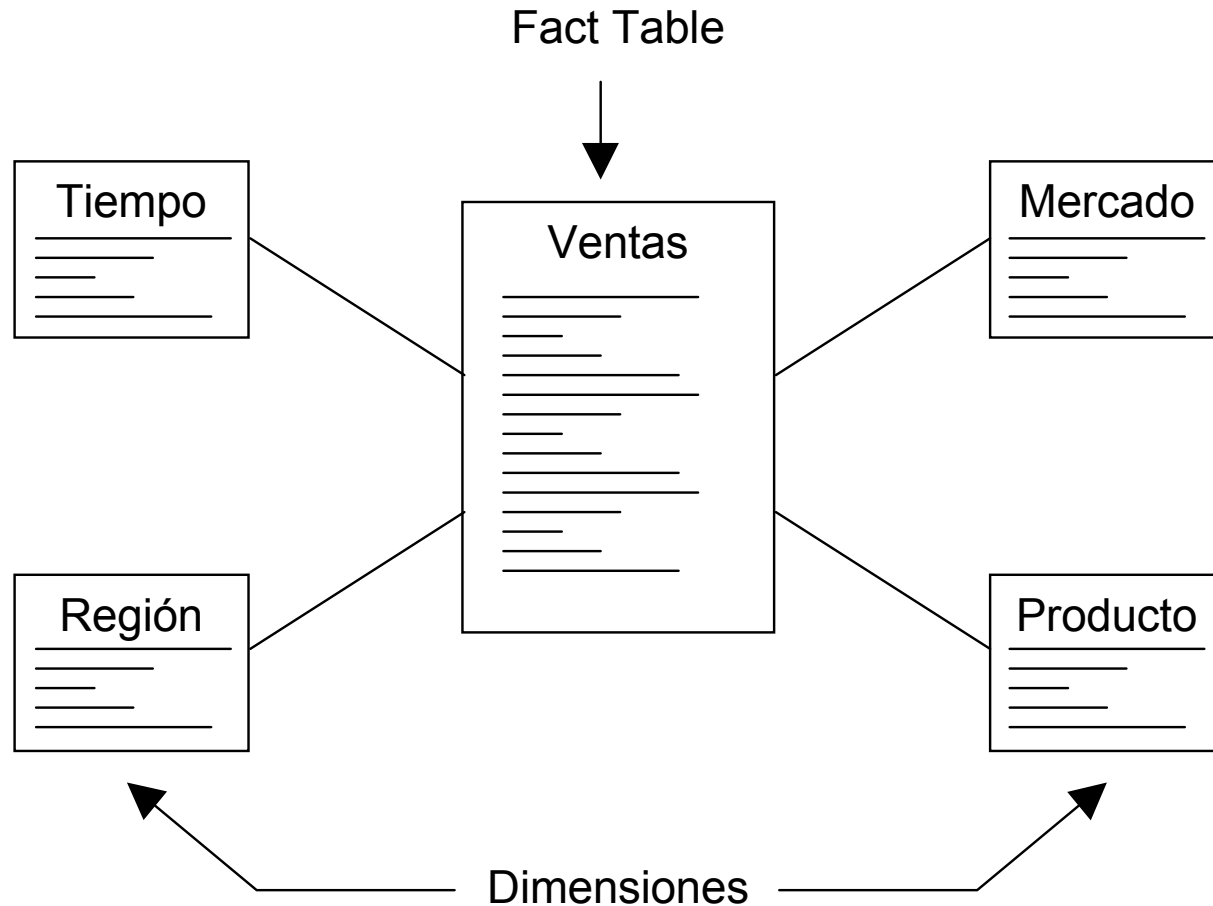 Fact Table
Tiempo
Ventas
Mercado
Región
Producto
Dimensiones